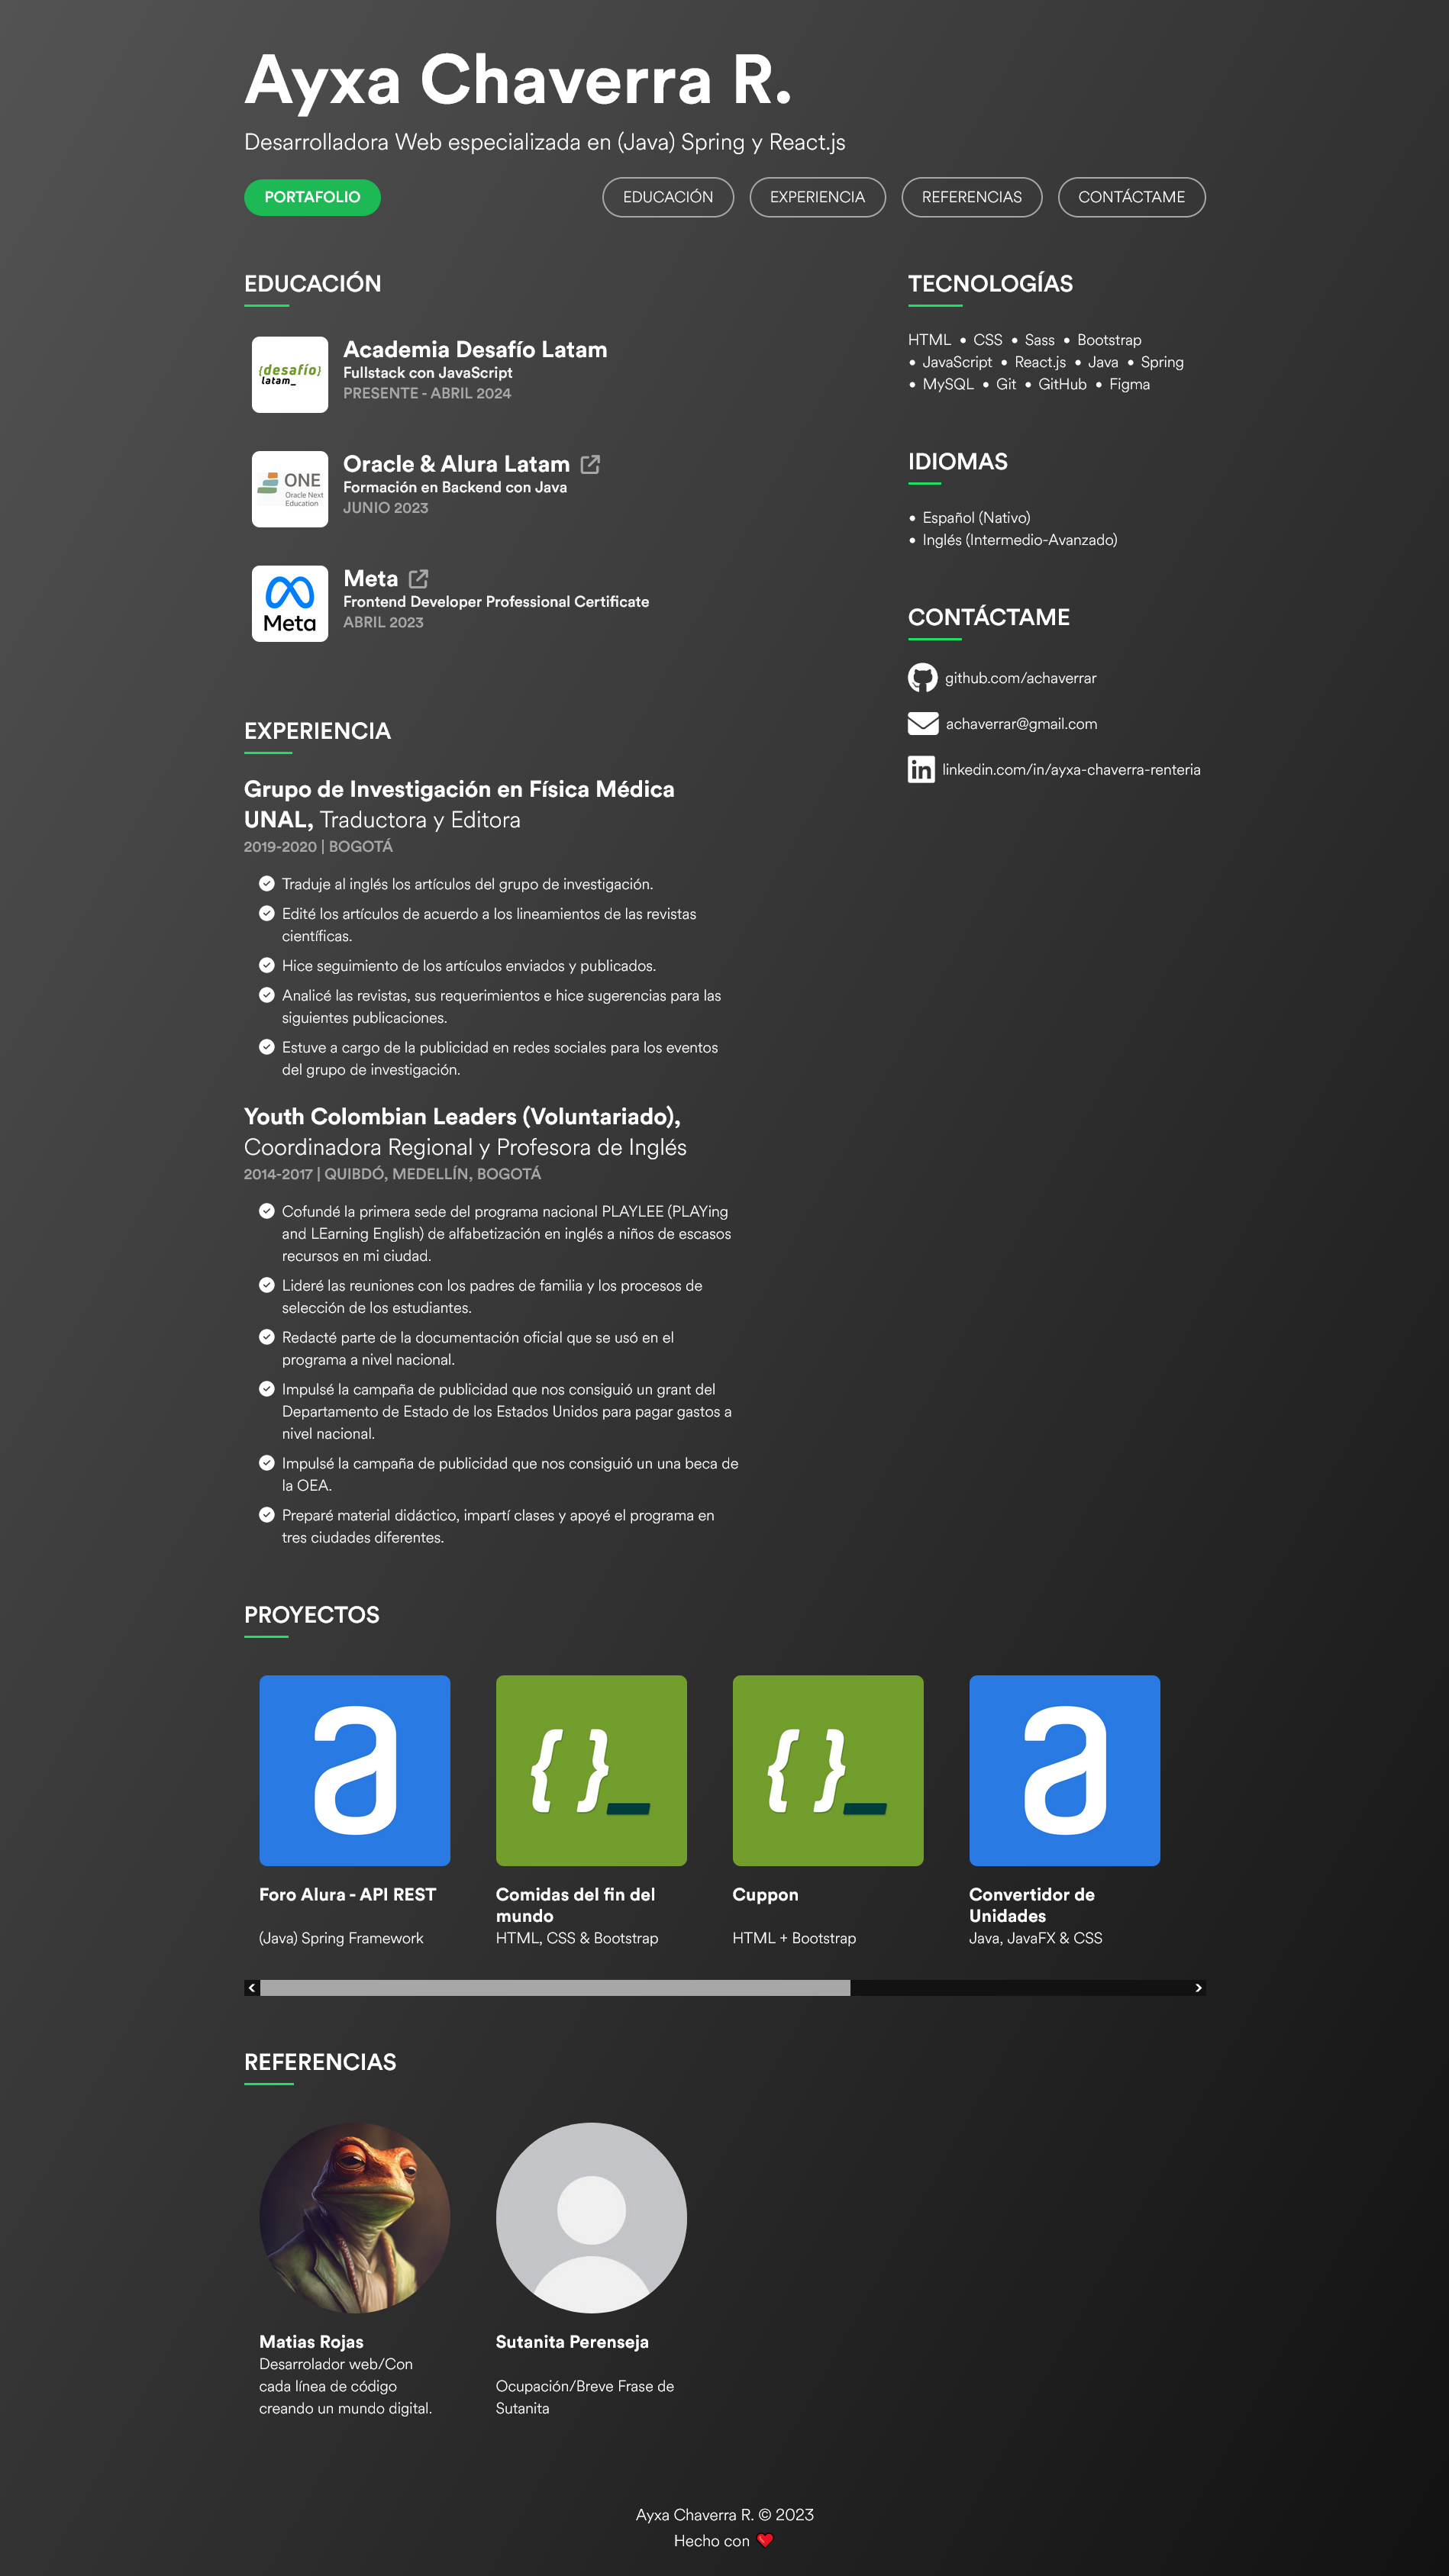 Ayxa Chaverra R.
Desarrolladora Web especializada en (Java) Spring y React.js
PORTAFOLIO
EDUCACIÓN
EXPERIENCIA
REFERENCIAS
CONTÁCTAME
EDUCACIÓN
{desafío}
latam_
Academia Desafío Latam
Fullstack con JavaScript
PRESENTE - ABRIL 2024
ONE
Oracle Next
Education
Oracle & Alura Latam
Formación en Backend con Java
JUNIO 2023
Meta
Meta
Frontend Developer Professional Certificate
ABRIL 2023
TECNOLOGÍAS
HTML • CSS • Sass • Bootstrap
• JavaScript • React.js • Java • Spring
• MySQL • Git • GitHub • Figma
IDIOMAS
• Español (Nativo)
• Inglés (Intermedio-Avanzado)
CONTÁCTAME
github.com/achaverrar
achaverrar@gmail.com
in linkedin.com/in/ayxa-chaverra-renteria
EXPERIENCIA
Grupo de Investigación en Física Médica
UNAL, Traductora y Editora
2019-2020 | BOGOTÁ
Traduje al inglés los artículos del grupo de investigación.
Edité los artículos de acuerdo a los lineamientos de las revistas
científicas.
Hice seguimiento de los artículos enviados y publicados.
Analicé las revistas, sus requerimientos e hice sugerencias para las
siguientes publicaciones.
Estuve a cargo de la publicidad en redes sociales para los eventos
del grupo de investigación.
Youth Colombian Leaders (Voluntariado),
Coordinadora Regional y Profesora de Inglés
2014-2017 | QUIBDÓ, MEDELLÍN, BOGOTÁ
Cofundé la primera sede del programa nacional PLAYLEE (PLAYing
and LEarning English) de alfabetización en inglés a niños de escasos
recursos en mi ciudad.
Lideré las reuniones con los padres de familia y los procesos de
selección de los estudiantes.
Redacté parte de la documentación oficial que se usó en el
programa a nivel nacional.
Impulsé la campaña de publicidad que nos consiguió un grant del
Departamento de Estado de los Estados Unidos para pagar gastos a
nivel nacional.
Impulsé la campaña de publicidad que nos consiguió un una beca de
la OEA.
Preparé material didáctico, impartí clases y apoyé el programa en
tres ciudades diferentes.
PROYECTOS
a
{ }_
{ }_
a
Foro Alura - API REST
(Java) Spring Framework
Comidas del fin del
mundo
HTML, CSS & Bootstrap
Cuppon
HTML + Bootstrap
Convertidor de
Unidades
Java, JavaFX & CSS
REFERENCIAS
Matias Rojas
Desarrolador web/Con
cada línea de código
creando un mundo digital.
Sutanita Perenseja
Ocupación/Breve Frase de
Sutanita
Ayxa Chaverra R. © 2023
Hecho con ❤️